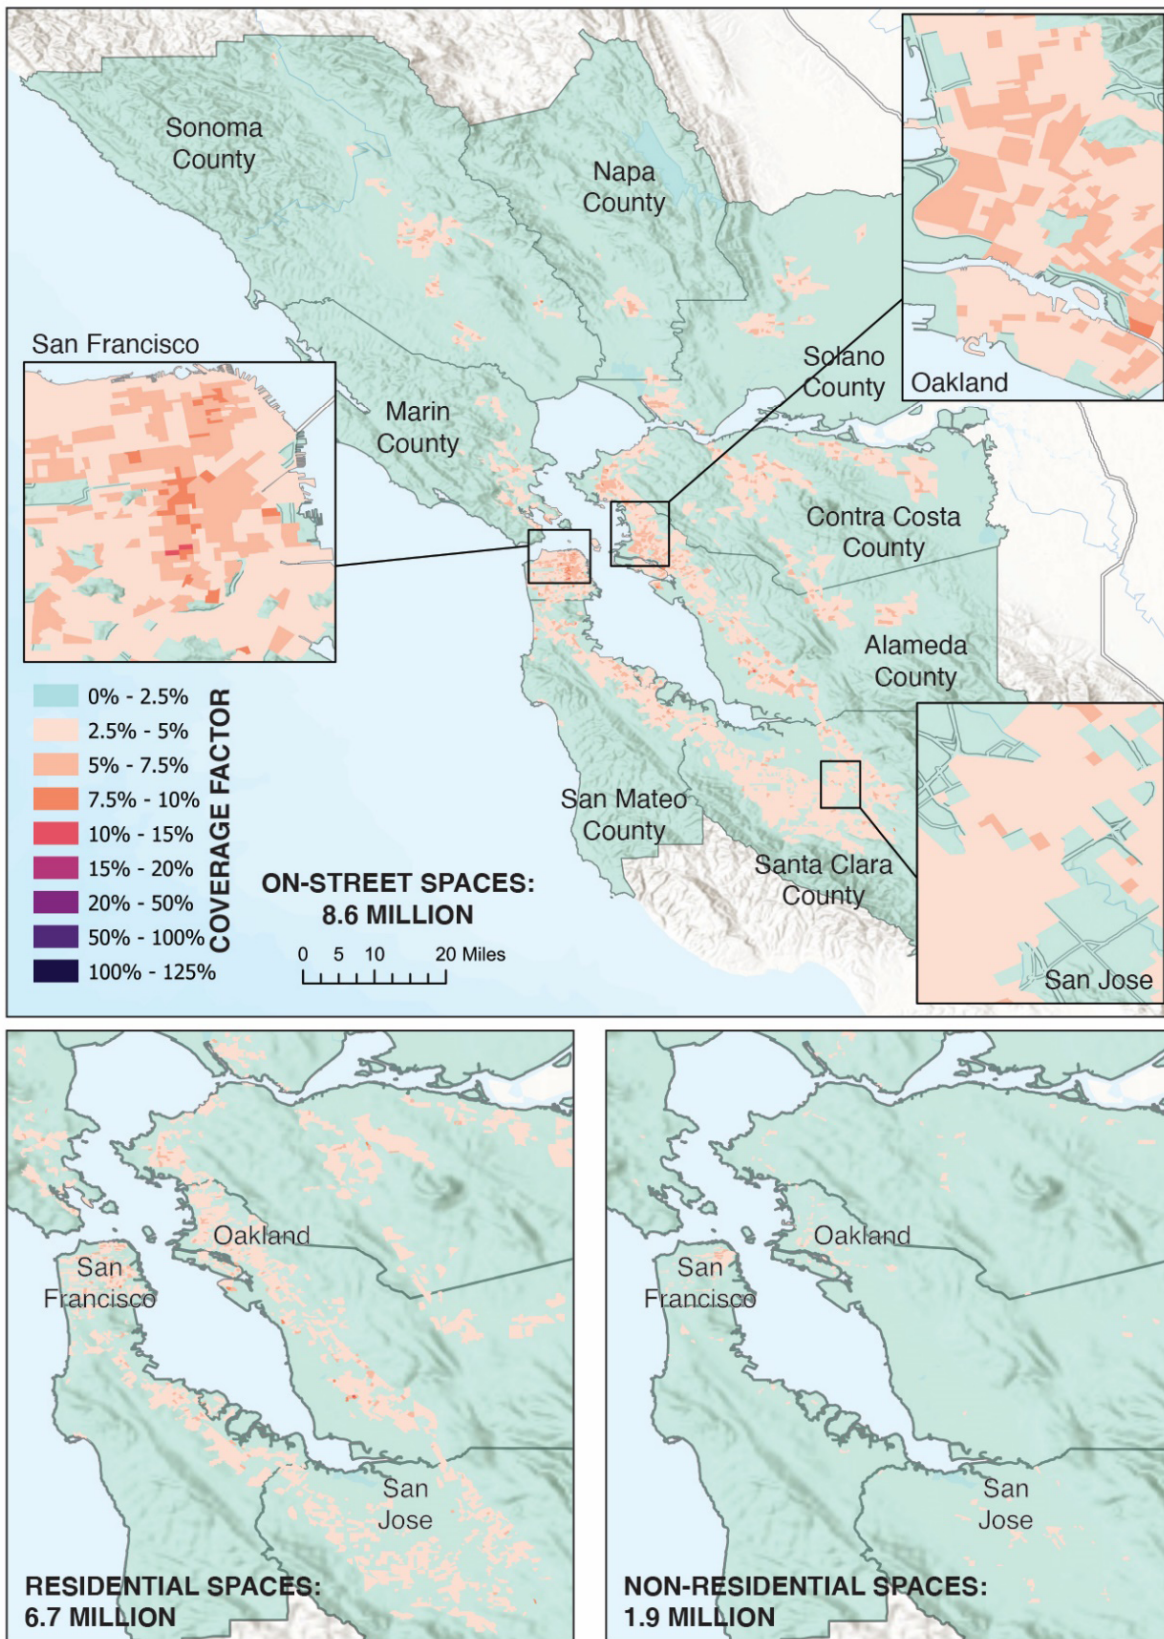 Sonoma
County
Napa
County
Solano
County
Oakland
San Francisco
Marin
County
Contra Costa
County
Alameda
County
San Mateo
County
Santa Clara
County
San Jose
0% - 2.5%
2.5% - 5%
5% - 7.5%
7.5% - 10%
10% - 15%
15% - 20%
20% - 50%
50% - 100%
100% - 125%
COVERAGE FACTOR
ON-STREET SPACES:
8.6 MILLION
0 5 10 20 Miles
Oakland
San
Francisco
San
Jose
RESIDENTIAL SPACES:
6.7 MILLION
Oakland
San
Francisco
San
Jose
NON-RESIDENTIAL SPACES:
1.9 MILLION